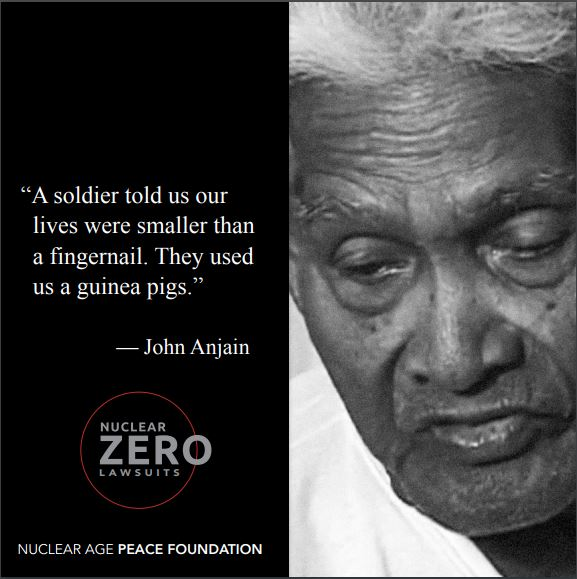 “A soldier told us our
lives were smaller than
a fingernail. They used
us a guinea pigs.”
— John Anjain
NUCLEAR
ZERO
LAWSUITS
NUCLEAR AGE PEACE FOUNDATION